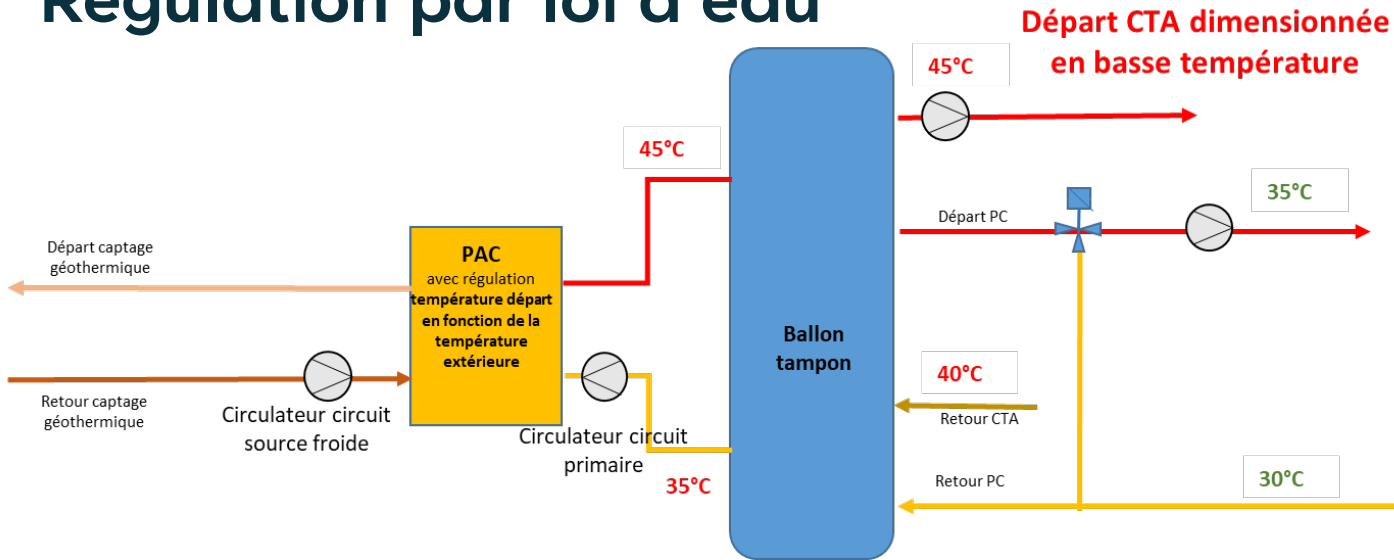 Régulation par loi d'eau
Départ CTA dimensionnée
en basse température
45°C
45°C
35°C
Départ PC
Départ captage
géothermique
PAC
avec régulation
température départ
en fonction de la
température
extérieure
Ballon
tampon
40°C
Retour CTA
Retour captage
géothermique
Circulateur circuit
source froide
Circulateur circuit
primaire
35°C
Retour PC
30°C